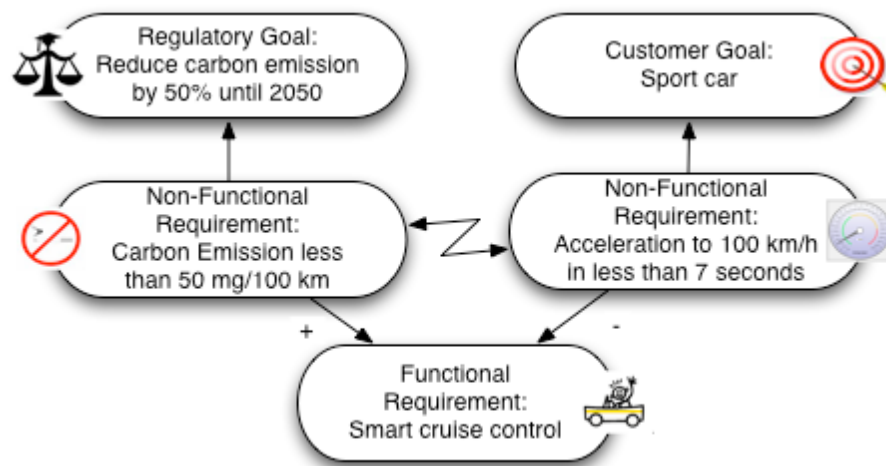 Regulatory Goal:
Reduce carbon emission
by 50% until 2050
Customer Goal:
Sport car
Non-Functional
Requirement:
Carbon Emission less
than 50 mg/100 km
Non-Functional
Requirement:
Acceleration to 100 km/h
in less than 7 seconds
+
-
Functional
Requirement:
Smart cruise control